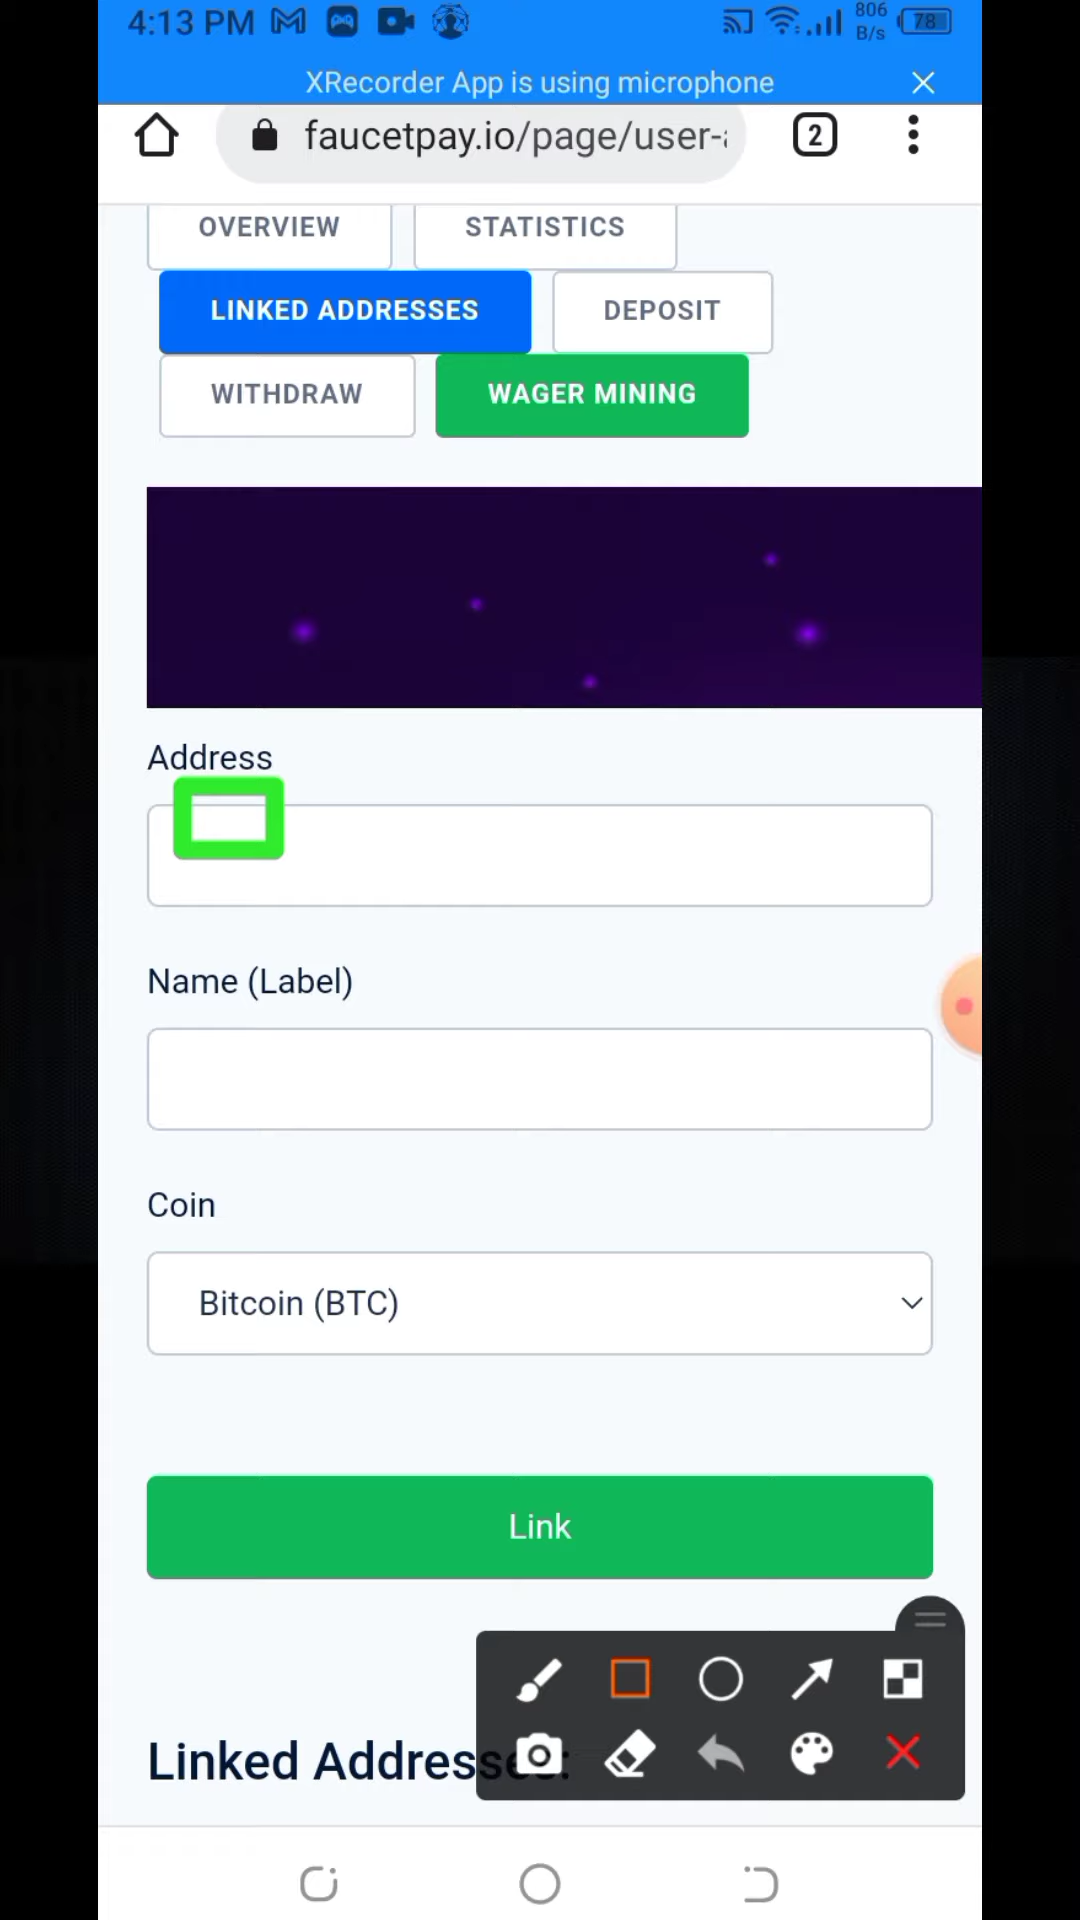 4:13 PM
806 B/s
78
XRecorder App is using microphone
faucetpay.io/page/user-
2
OVERVIEW
STATISTICS
LINKED ADDRESSES
DEPOSIT
WITHDRAW
WAGER MINING
Address
Name (Label)
Coin
Bitcoin (BTC)
Link
Linked Addresses: